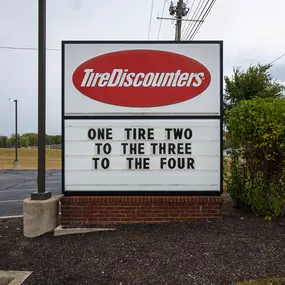 TireDiscounters
ONE TIRE TWO
TO THE THREE
TO THE FOUR